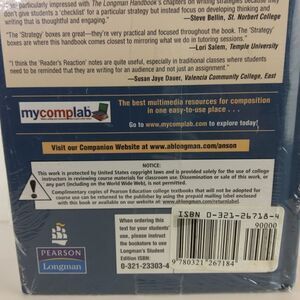 particularly impressed with The Longman Handbook's chapters on writing strategies because they
don't give students a 'checklist' for a particular strategy but instead focus on developing thinking and
writing that is thoughtful and engaging."
—Steve Bellin, St. Norbert College
The 'Strategy' boxes are great—they're very practical and focused throughout the book. The 'Strategy'
boxes are where this handbook comes closest to mirroring what we do in tutoring sessions."
—Lori Salem, Temple University
"I think the 'Reader's Reaction' notes are quite useful, especially in traditional classes where students
need to be reminded that they are writing for an audience and not just an assignment."
—Susan Jaye Dauer, Valencia Community College, East
mycomplab
The best multimedia resources for composition
in one easy-to-use place...
Go to www.mycomplab.com to explore today!
Visit our Companion Website at www.ablongman.com/anson
NOTICE:
This work is protected by United States copyright laws and is provided solely for the use of college
instructors in reviewing course materials for classroom use. Dissemination or sale of this work, or
any part (including on the World Wide Web), is not permitted.
Complimentary copies of Pearson Education college textbooks that will not be adopted for
course use can be returned to the publisher by using the prepaid mailing label enclosed
with this book or available on our website at www.ablongman.com/returnslabel.
PEARSON
Longman
When ordering this
text for your students'
use, please instruct
the bookstore to use
Longman's Student
Edition ISBN:
0-321-23303-4
ISBN 0-321-26718-4
90000
9 780321 267184